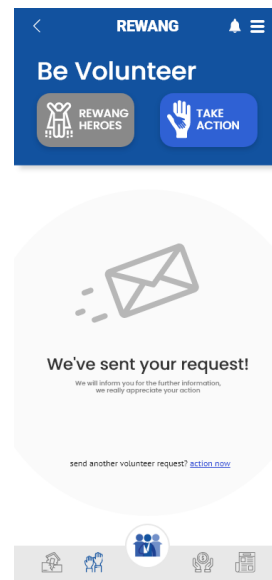 REWANG
Be Volunteer
REWANG
HEROES
TAKE
ACTION
We've sent your request!
We will inform you for the further information,
we really appreciate your action
send another volunteer request? action now